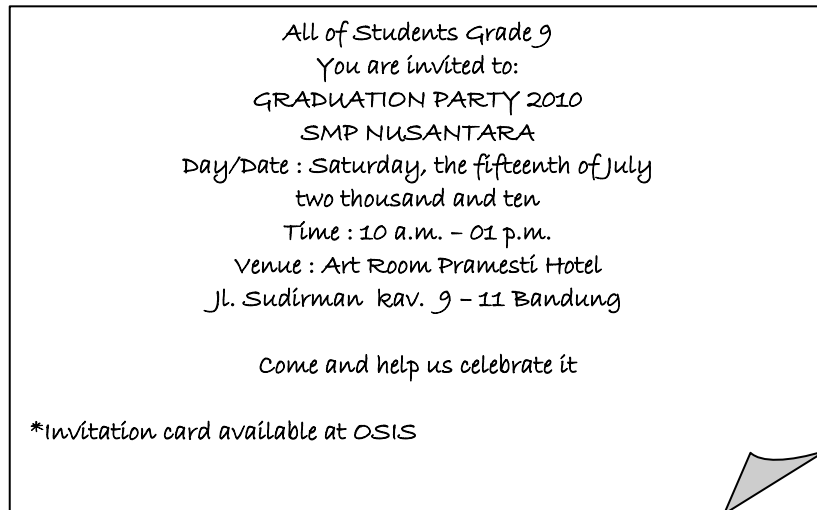 All of Students Grade 9
You are invited to:
GRADUATION PARTY 2010
SMP NUSANTARA
Day/Date : Saturday, the fifteenth of July
two thousand and ten
Time : 10 a.m. – 01 p.m.
Venue : Art Room Pramesti Hotel
Jl. Sudirman kav. 9 – 11 Bandung
Come and help us celebrate it
*Invitation card available at OSIS